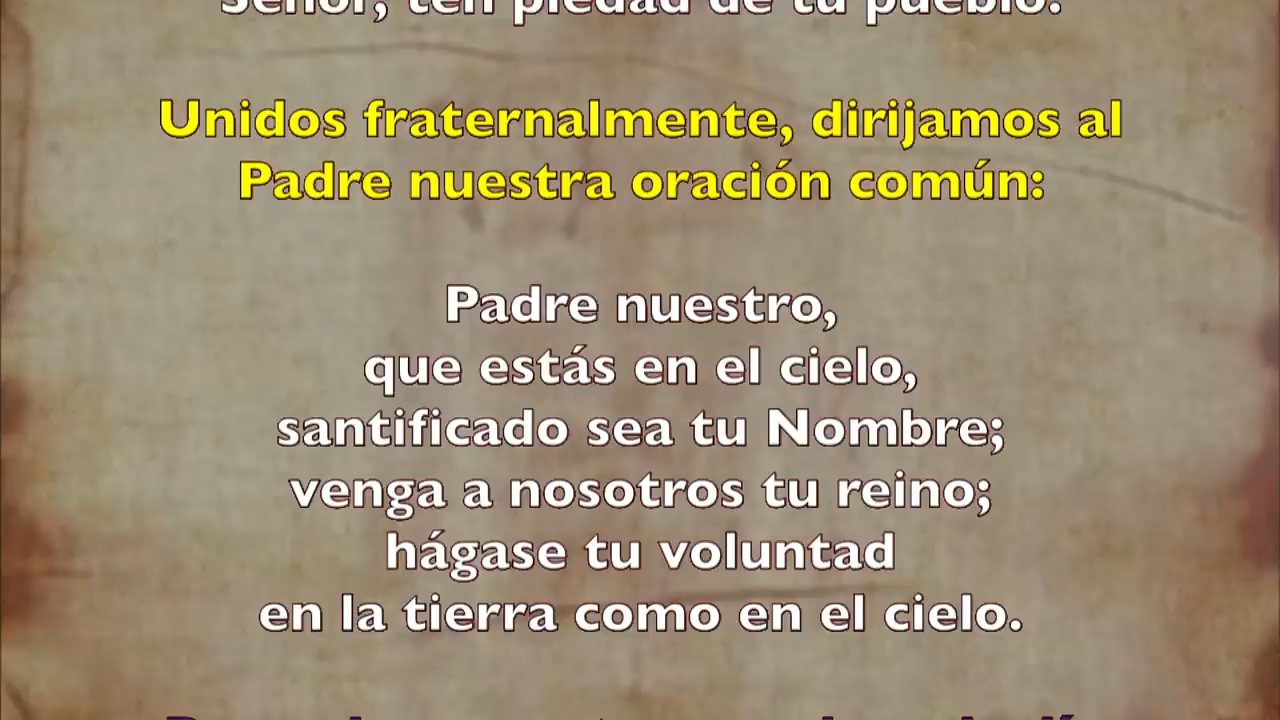 Señor, ten piedad de tu pueblo.
Unidos fraternalmente, dirijamos al
Padre nuestra oración común:
Padre nuestro,
que estás en el cielo,
santificado sea tu Nombre;
venga a nosotros tu reino;
hágase tu voluntad
en la tierra como en el cielo.